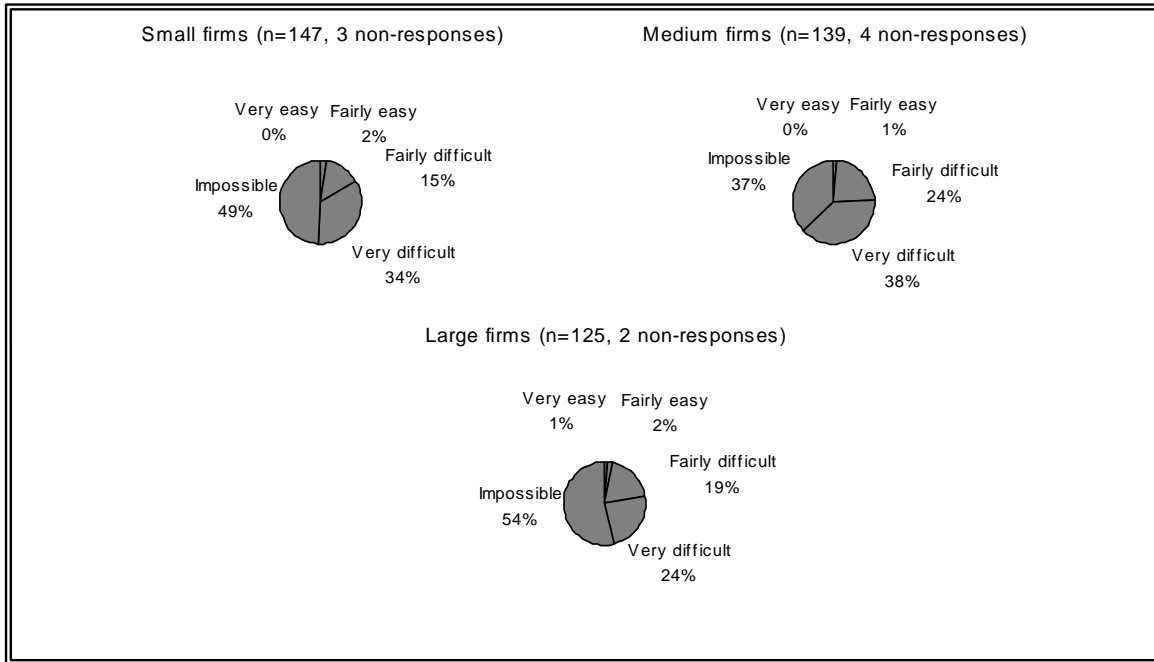 Small firms (n=147, 3 non-responses)
Very easy
0%
Fairly easy
2%
Fairly difficult
15%
Impossible
49%
Very difficult
34%
Medium firms (n=139, 4 non-responses)
Very easy
0%
Fairly easy
1%
Impossible
37%
Fairly difficult
24%
Very difficult
38%
Large firms (n=125, 2 non-responses)
Very easy
1%
Fairly easy
2%
Fairly difficult
19%
Impossible
54%
Very difficult
24%